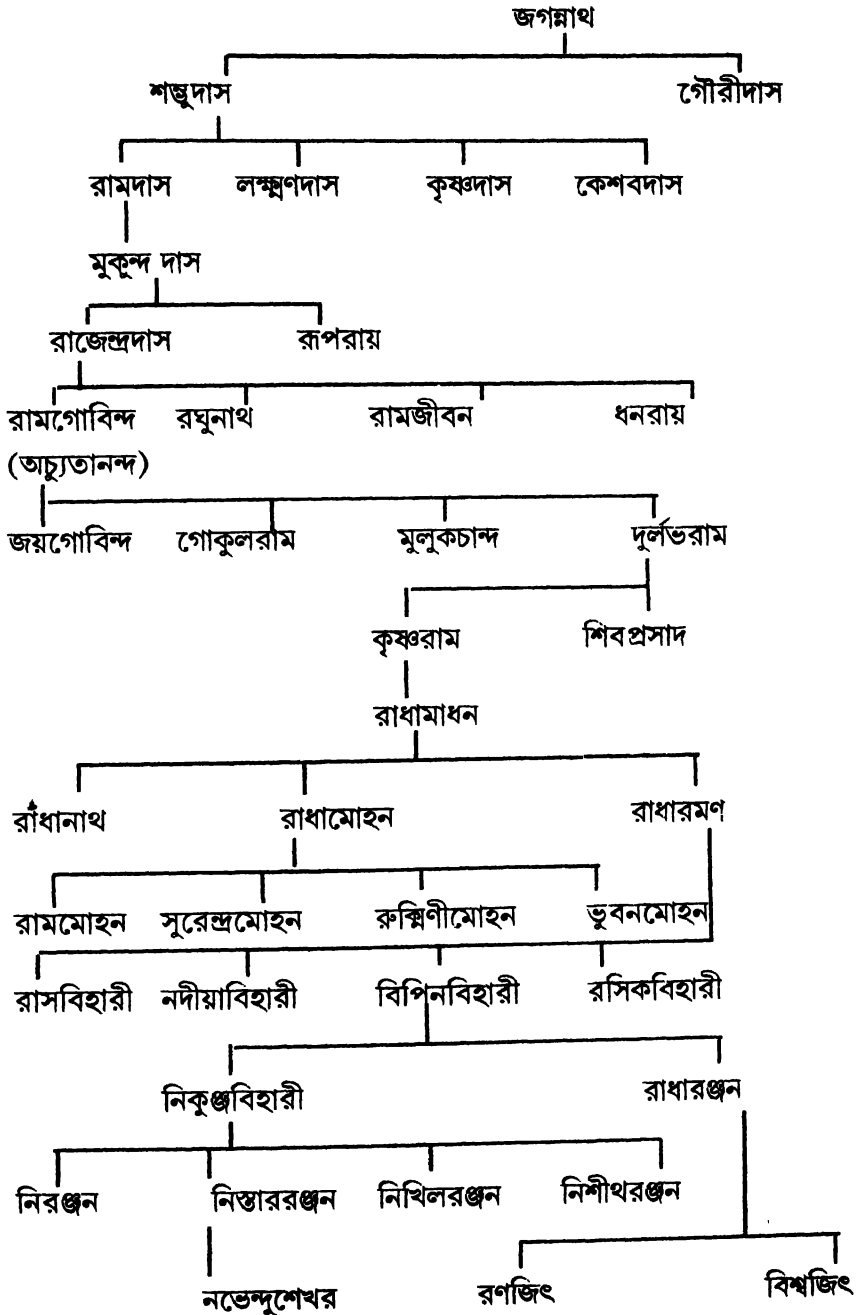 জগন্নাথ
শম্ভুদাস গৌরীদাস
রামদাস লক্ষ্মণদাস কৃষ্ণদাস কেশবদাস
মুকুন্দ দাস
রাজেন্দ্রদাস রূপরায়
রামগোবিন্দ রঘুনাথ রামজীবন ধনরায়
(অচ্যুতানন্দ)
জয়গোবিন্দ গোকুলরাম মুলুকচান্দ দুর্লভরাম
কৃষ্ণরাম শিবপ্রসাদ
রাধামাধন
রাধানাথ রাধামোহন রাধারমণ
রামমোহন সুরেন্দ্রমোহন রুক্মিণীমোহন ভুবনমোহন
রাসবিহারী নদীয়াবিহারী বিপিনবিহারী রসিকবিহারী
নিকুঞ্জবিহারী রাধারঞ্জন
নিরঞ্জন নিস্তাররঞ্জন নিখিলরঞ্জন নিশীথরঞ্জন
নভেন্দুশেখর রণজিৎ বিশ্বজিৎ